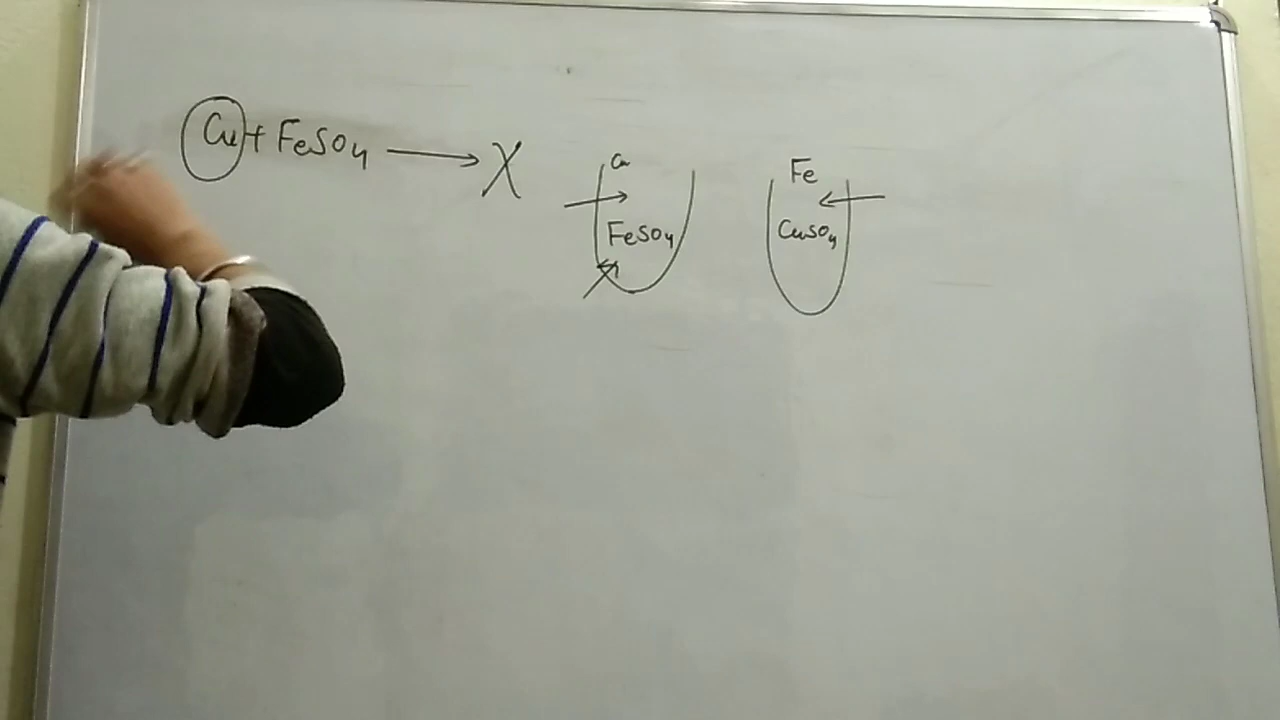 Cu + FeSO4 ⟶ X
Cu
FeSO4
Fe
CuSO4